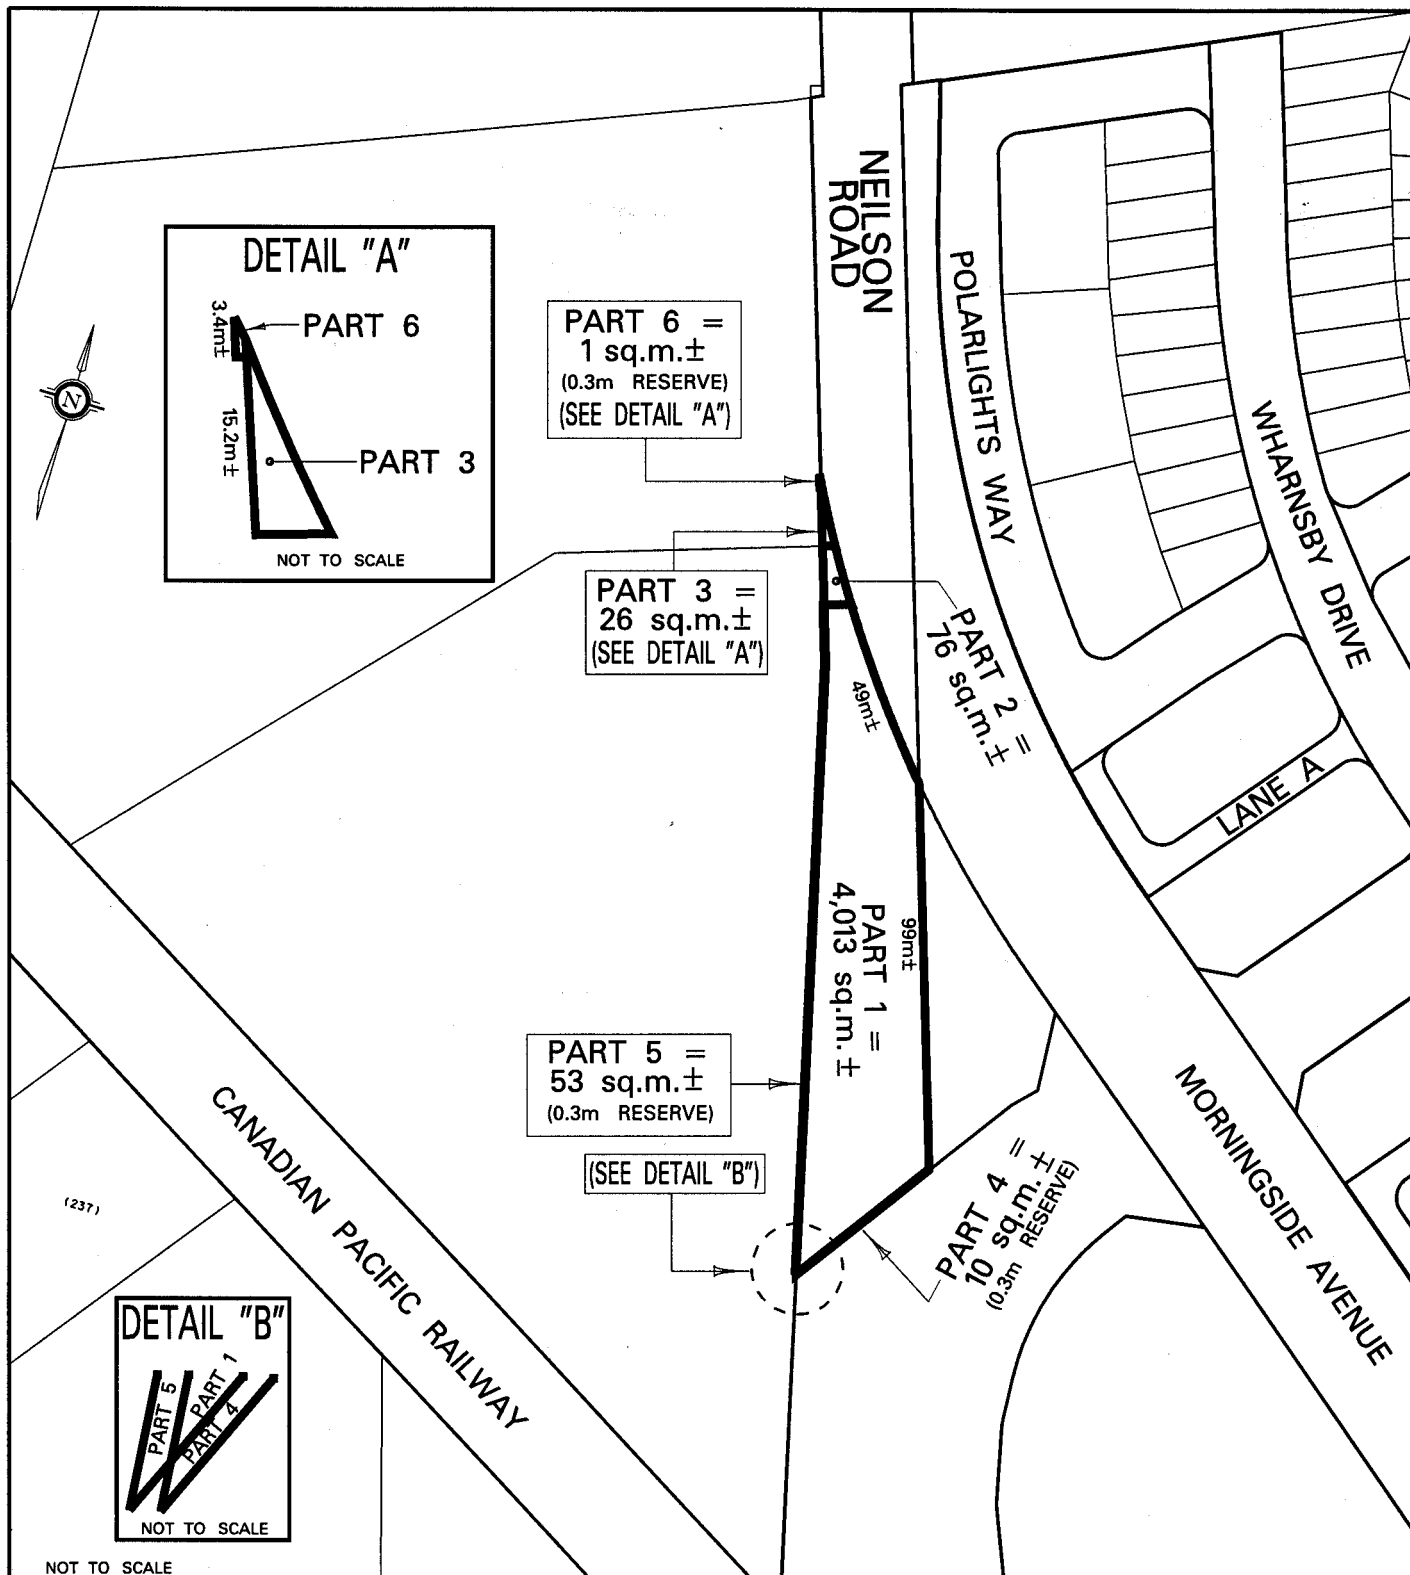 NEILSON
ROAD
POLARLIGHTS WAY
WHARNSBY DRIVE
DETAIL "A"
3.4m±
PART 6
15.2m±
PART 3
NOT TO SCALE
N
PART 6 =
1 sq.m.±
(0.3m RESERVE)
(SEE DETAIL "A")
PART 3 =
26 sq.m.±
(SEE DETAIL "A")
PART 2 =
76 sq.m.±
49m±
LANE A
PART 1 =
4,013 sq.m.±
99m±
PART 5 =
53 sq.m.±
(0.3m RESERVE)
(SEE DETAIL "B")
PART 4 =
10 sq.m.±
(0.3m RESERVE)
MORNINGSIDE AVENUE
CANADIAN PACIFIC RAILWAY
(237)
DETAIL "B"
PART 5
PART 1
PART 4
NOT TO SCALE
NOT TO SCALE